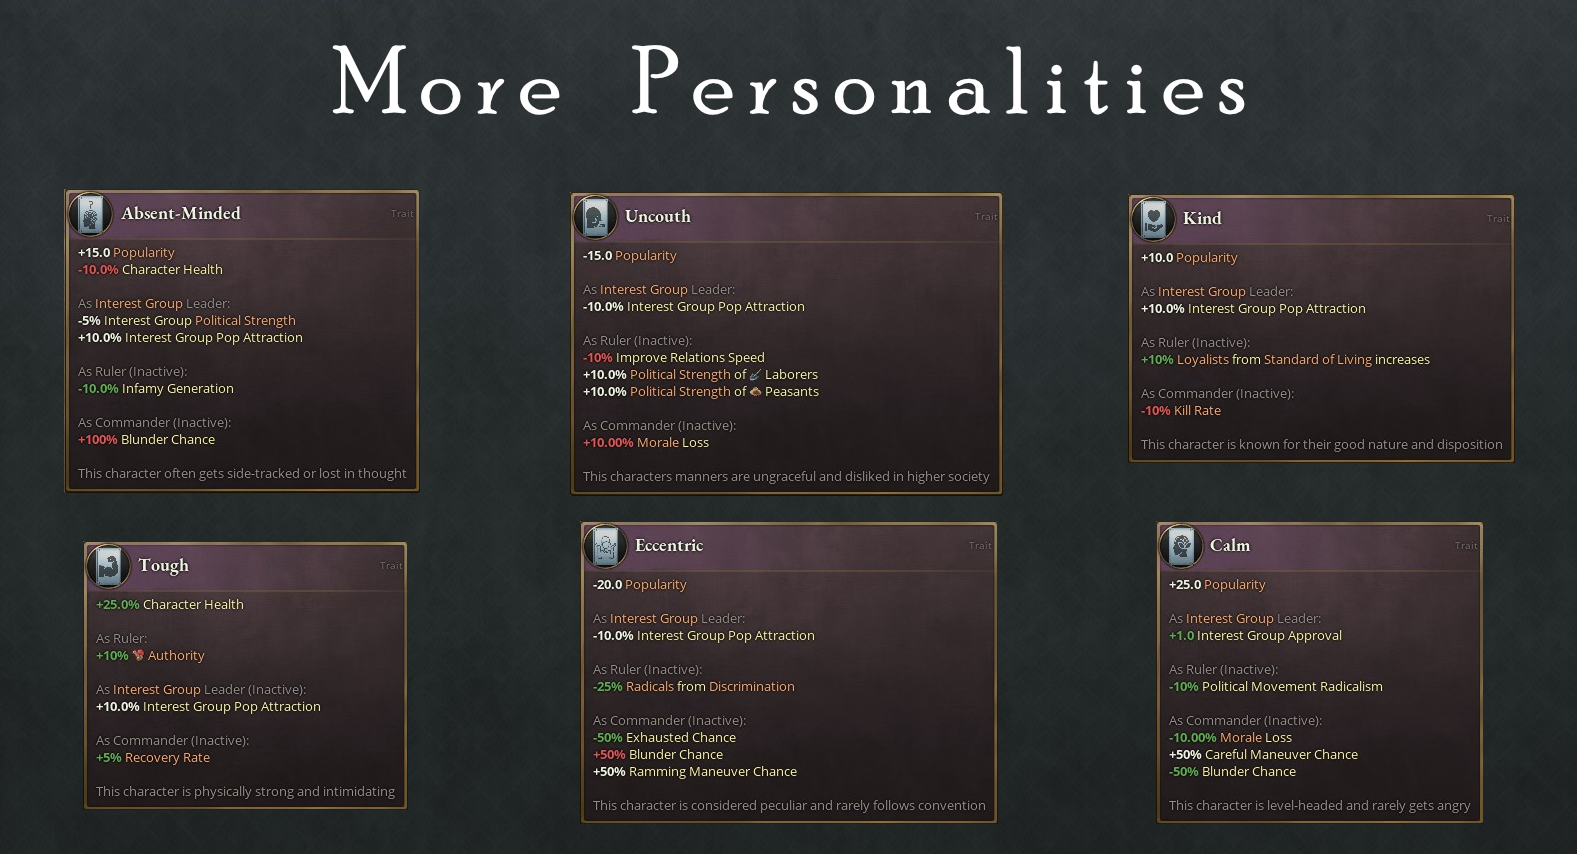 More Personalities
Absent-Minded
Trait
+15.0 Popularity
-10.0% Character Health
As Interest Group Leader:
-5% Interest Group Political Strength
+10.0% Interest Group Pop Attraction
As Ruler (Inactive):
-10.0% Infamy Generation
As Commander (Inactive):
+100% Blunder Chance
This character often gets side-tracked or lost in thought
Uncouth
Trait
-15.0 Popularity
As Interest Group Leader:
-10.0% Interest Group Pop Attraction
As Ruler (Inactive):
-10% Improve Relations Speed
+10.0% Political Strength of Laborers
+10.0% Political Strength of Peasants
As Commander (Inactive):
+10.00% Morale Loss
This characters manners are ungraceful and disliked in higher society
Kind
Trait
+10.0 Popularity
As Interest Group Leader:
+10.0% Interest Group Pop Attraction
As Ruler (Inactive):
+10% Loyalists from Standard of Living increases
As Commander (Inactive):
-10% Kill Rate
This character is known for their good nature and disposition
Tough
Trait
+25.0% Character Health
As Ruler:
+10% Authority
As Interest Group Leader (Inactive):
+10.0% Interest Group Pop Attraction
As Commander (Inactive):
+5% Recovery Rate
This character is physically strong and intimidating
Eccentric
Trait
-20.0 Popularity
As Interest Group Leader:
-10.0% Interest Group Pop Attraction
As Ruler (Inactive):
-25% Radicals from Discrimination
As Commander (Inactive):
-50% Exhausted Chance
+50% Blunder Chance
+50% Ramming Maneuver Chance
This character is considered peculiar and rarely follows convention
Calm
Trait
+25.0 Popularity
As Interest Group Leader:
+1.0 Interest Group Approval
As Ruler (Inactive):
-10% Political Movement Radicalism
As Commander (Inactive):
-10.00% Morale Loss
+50% Careful Maneuver Chance
-50% Blunder Chance
This character is level-headed and rarely gets angry